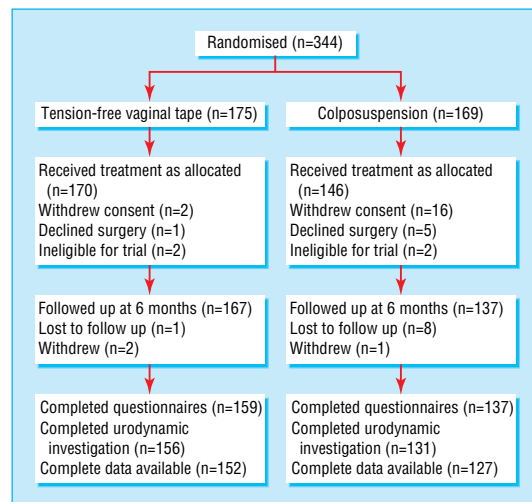 Randomised (n=344)
Tension-free vaginal tape (n=175)
Colposuspension (n=169)
Received treatment as allocated
(n=170)
Withdrew consent (n=2)
Declined surgery (n=1)
Ineligible for trial (n=2)
Received treatment as allocated
(n=146)
Withdrew consent (n=16)
Declined surgery (n=5)
Ineligible for trial (n=2)
Followed up at 6 months (n=167)
Lost to follow up (n=1)
Withdrew (n=2)
Followed up at 6 months (n=137)
Lost to follow up (n=8)
Withdrew (n=1)
Completed questionnaires (n=159)
Completed urodynamic
investigation (n=156)
Complete data available (n=152)
Completed questionnaires (n=137)
Completed urodynamic
investigation (n=131)
Complete data available (n=127)